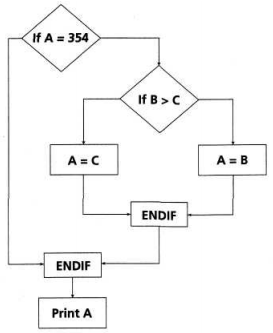 If A = 354
If B > C
A = C
A = B
ENDIF
ENDIF
Print A